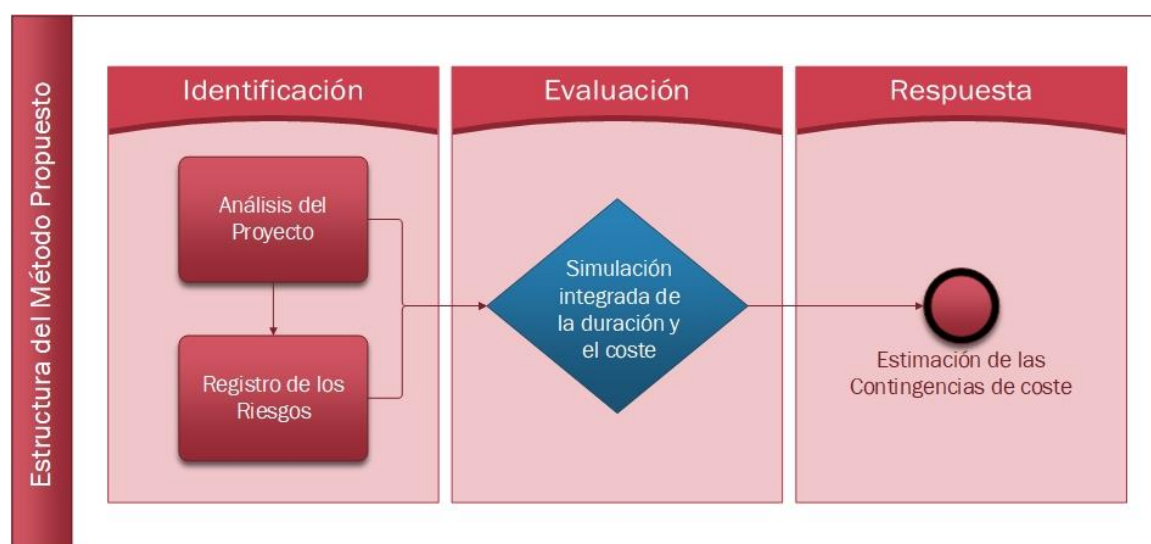 Estructura del Método Propuesto
Identificación
Análisis del
Proyecto
Registro de los
Riesgos
Evaluación
Simulación
integrada de
la duración y
el coste
Respuesta
Estimación de las
Contingencias de coste